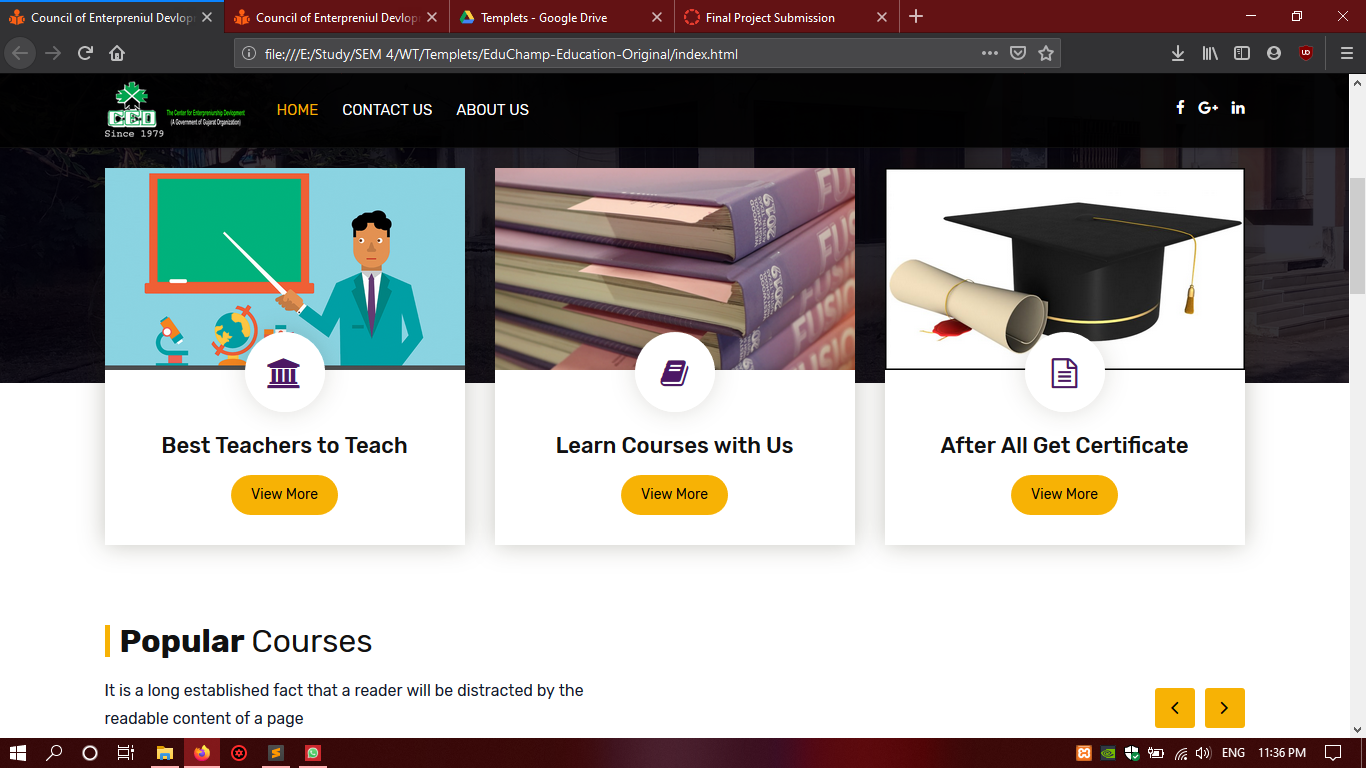 Council of Enterpreniul Devlop
Council of Enterpreniul Devlop
Templets - Google Drive
Final Project Submission
file:///E:/Study/SEM 4/WT/Templets/EduChamp-Education-Original/index.html
CED
Since 1979
The Center for Enterpreniurship Devlopment
(A Government of Gujarat Organization)
HOME
CONTACT US
ABOUT US
G+
in
FUSION
Best Teachers to Teach
Learn Courses with Us
After All Get Certificate
View More
View More
View More
Popular Courses
It is a long established fact that a reader will be distracted by the
readable content of a page
ENG
11:36 PM